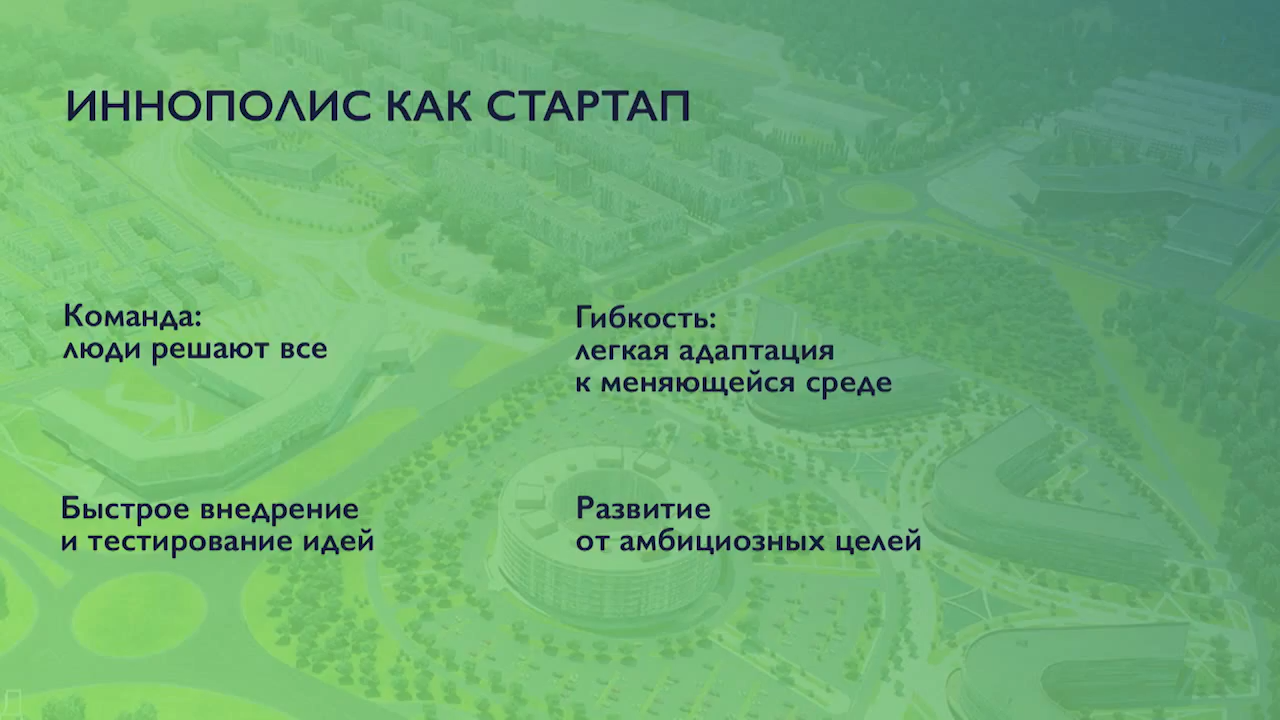 ИННОПОЛИС КАК СТАРТАП
Команда:
люди решают все
Гибкость:
легкая адаптация
к меняющейся среде
Быстрое внедрение
и тестирование идей
Развитие
от амбициозных целей